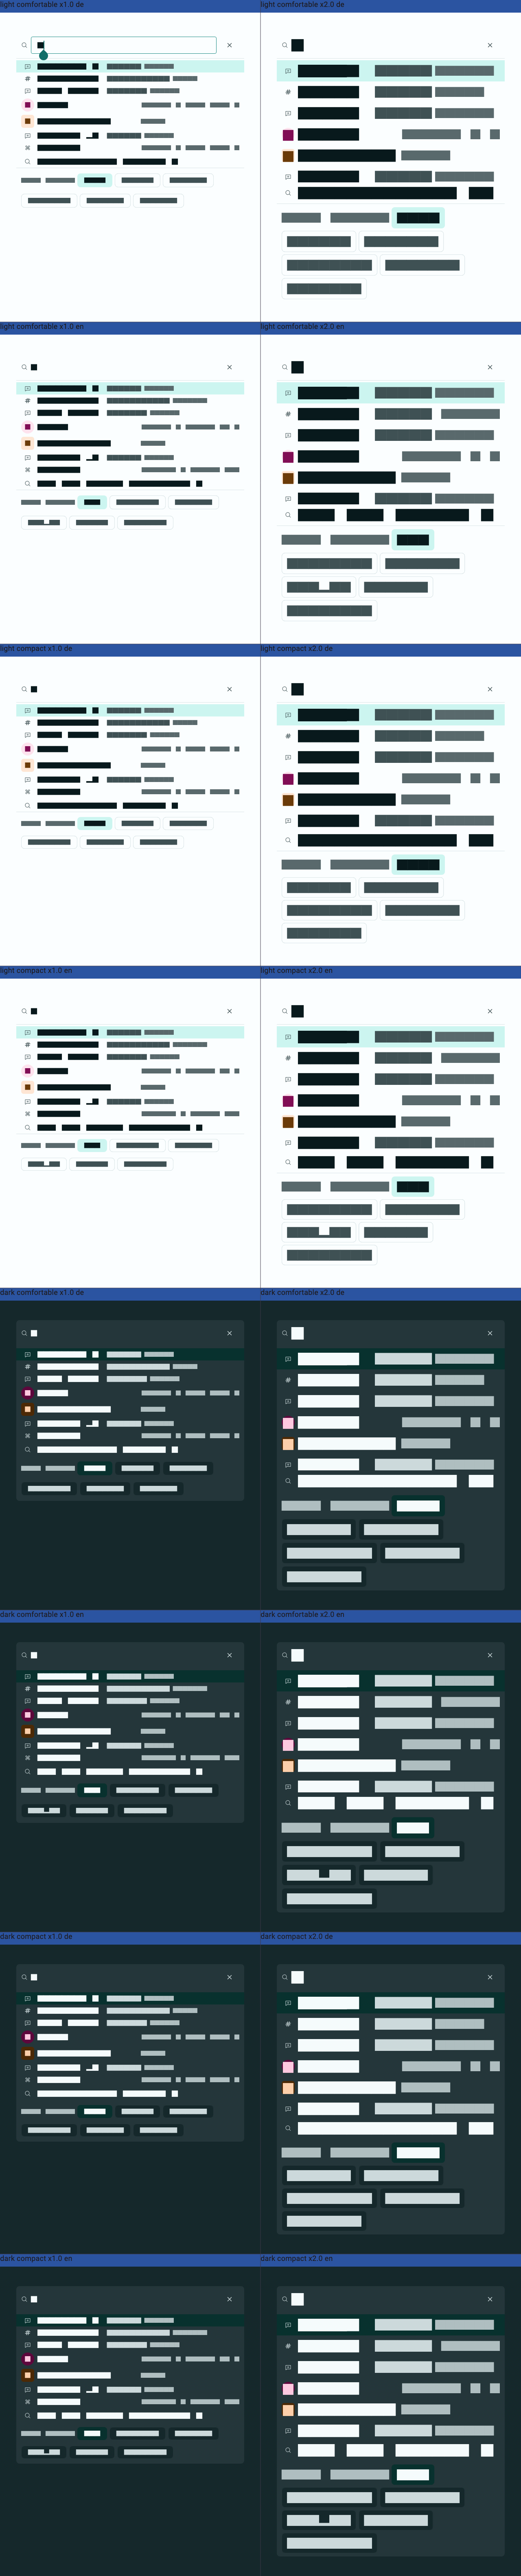 light comfortable x1.0 de
light comfortable x2.0 de
light comfortable x1.0 en
light comfortable x2.0 en
light compact x1.0 de
light compact x2.0 de
light compact x1.0 en
light compact x2.0 en
dark comfortable x1.0 de
dark comfortable x2.0 de
#
#
dark comfortable x1.0 en
dark comfortable x2.0 en
dark compact x1.0 de
dark compact x2.0 de
dark compact x1.0 en
dark compact x2.0 en